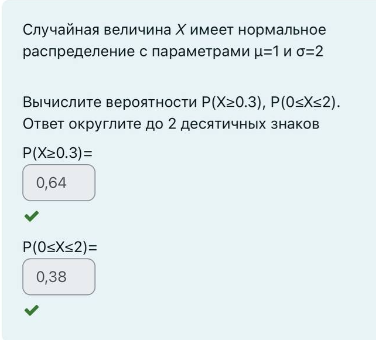 Случайная величина X имеет нормальное
распределение с параметрами μ=1 и σ=2
Вычислите вероятности P(X≥0.3), P(0≤X≤2).
Ответ округлите до 2 десятичных знаков
P(X≥0.3)=
0,64
P(0≤X≤2)=
0,38